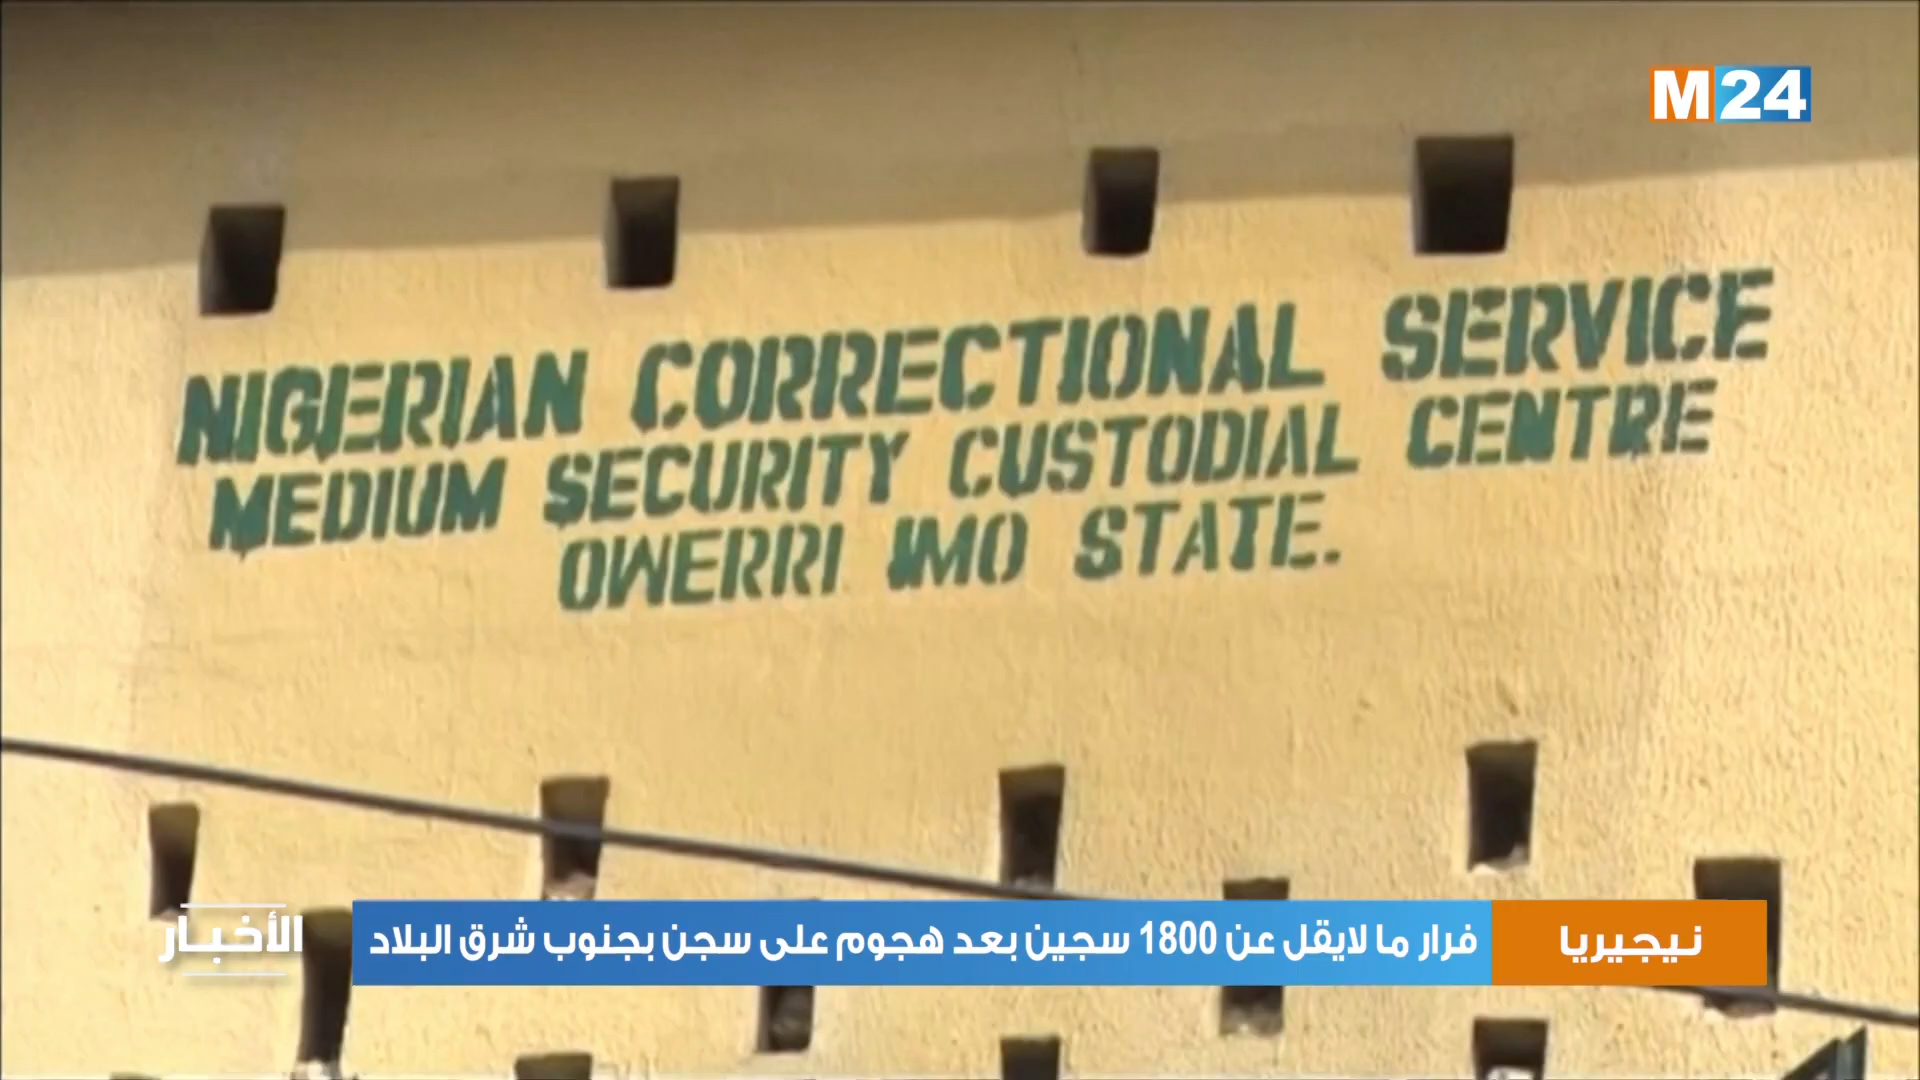 M24
NIGERIAN CORRECTIONAL SERVICE
MEDIUM SECURITY CUSTODIAL CENTRE
OWERRI IMO STATE.
نيجيريا
فرار ما لايقل عن 1800 سجين بعد هجوم على سجن بجنوب شرق البلاد
الأخبار